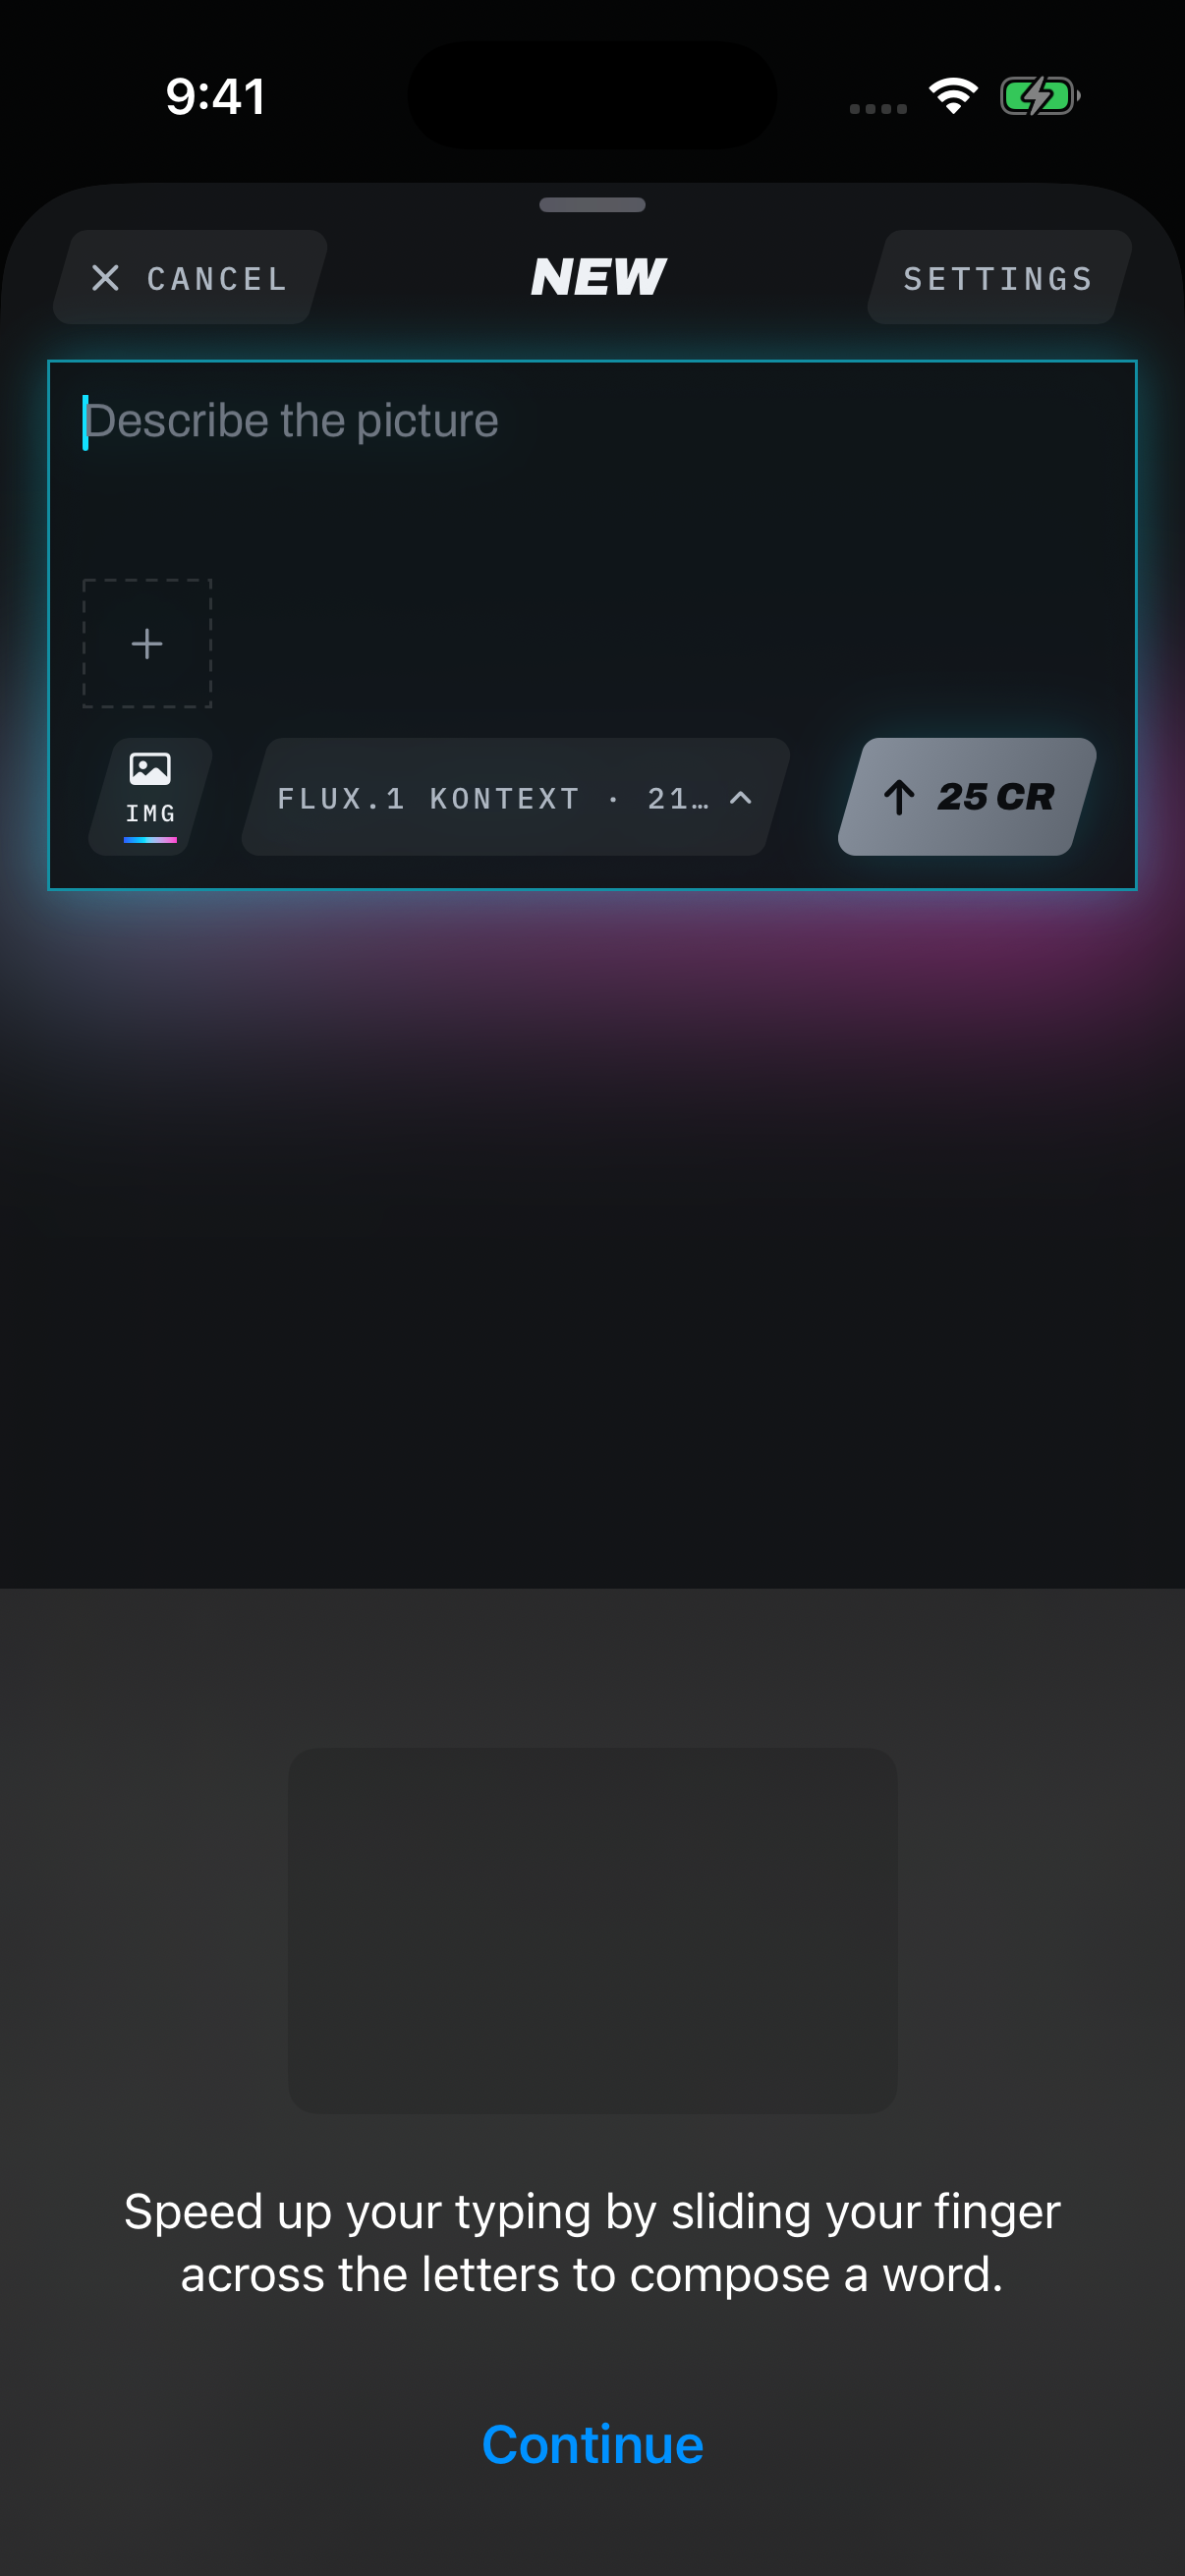 9:41
CANCEL
NEW
SETTINGS
Describe the picture
IMG
FLUX.1 KONTEXT · 21…
25 CR
Speed up your typing by sliding your finger
across the letters to compose a word.
Continue